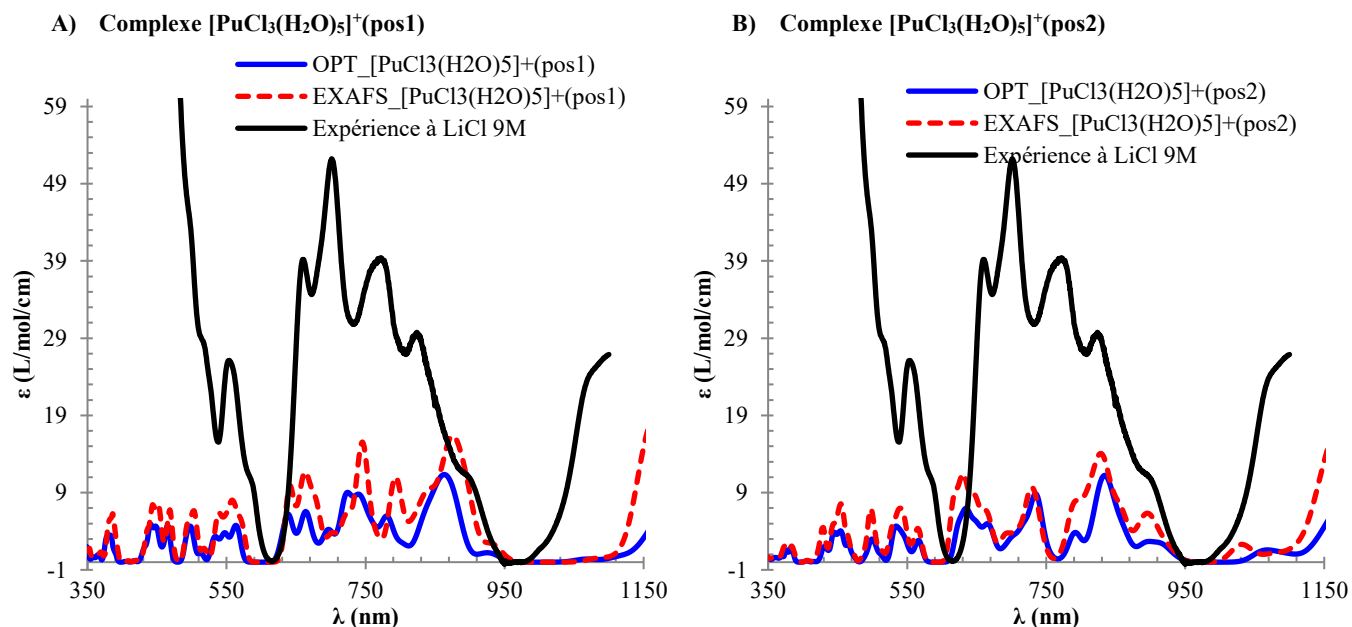 A) Complexe [PuCl₃(H₂O)₅]⁺(pos1)
OPT_[PuCl3(H2O)5]+(pos1)
EXAFS_[PuCl3(H2O)5]+(pos1)
Expérience à LiCl 9M
59
49
39
29
19
9
-1
ε (L/mol/cm)
350 550 750 950 1150
λ (nm)
B) Complexe [PuCl₃(H₂O)₅]⁺(pos2)
OPT_[PuCl3(H2O)5]+(pos2)
EXAFS_[PuCl3(H2O)5]+(pos2)
Expérience à LiCl 9M
59
49
39
29
19
9
-1
ε (L/mol/cm)
350 550 750 950 1150
λ (nm)